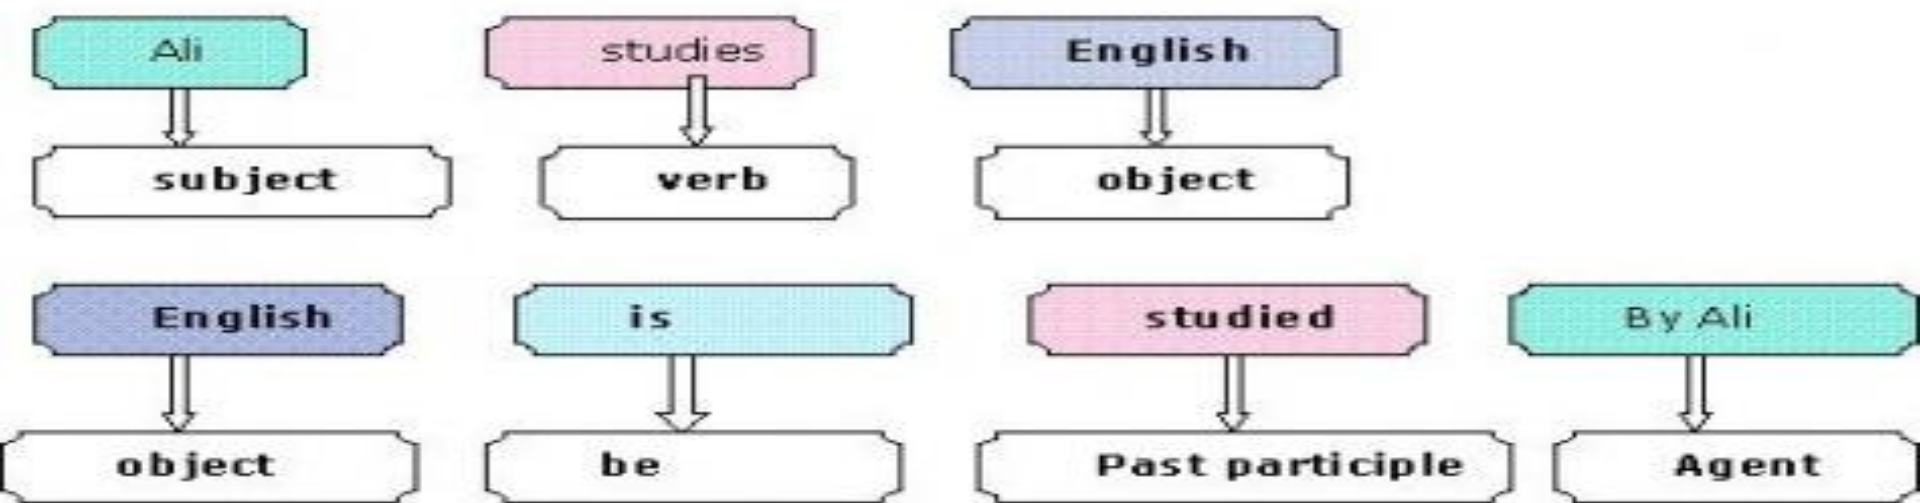 Ali studies English
subject verb object
English is studied By Ali
object be Past participle Agent